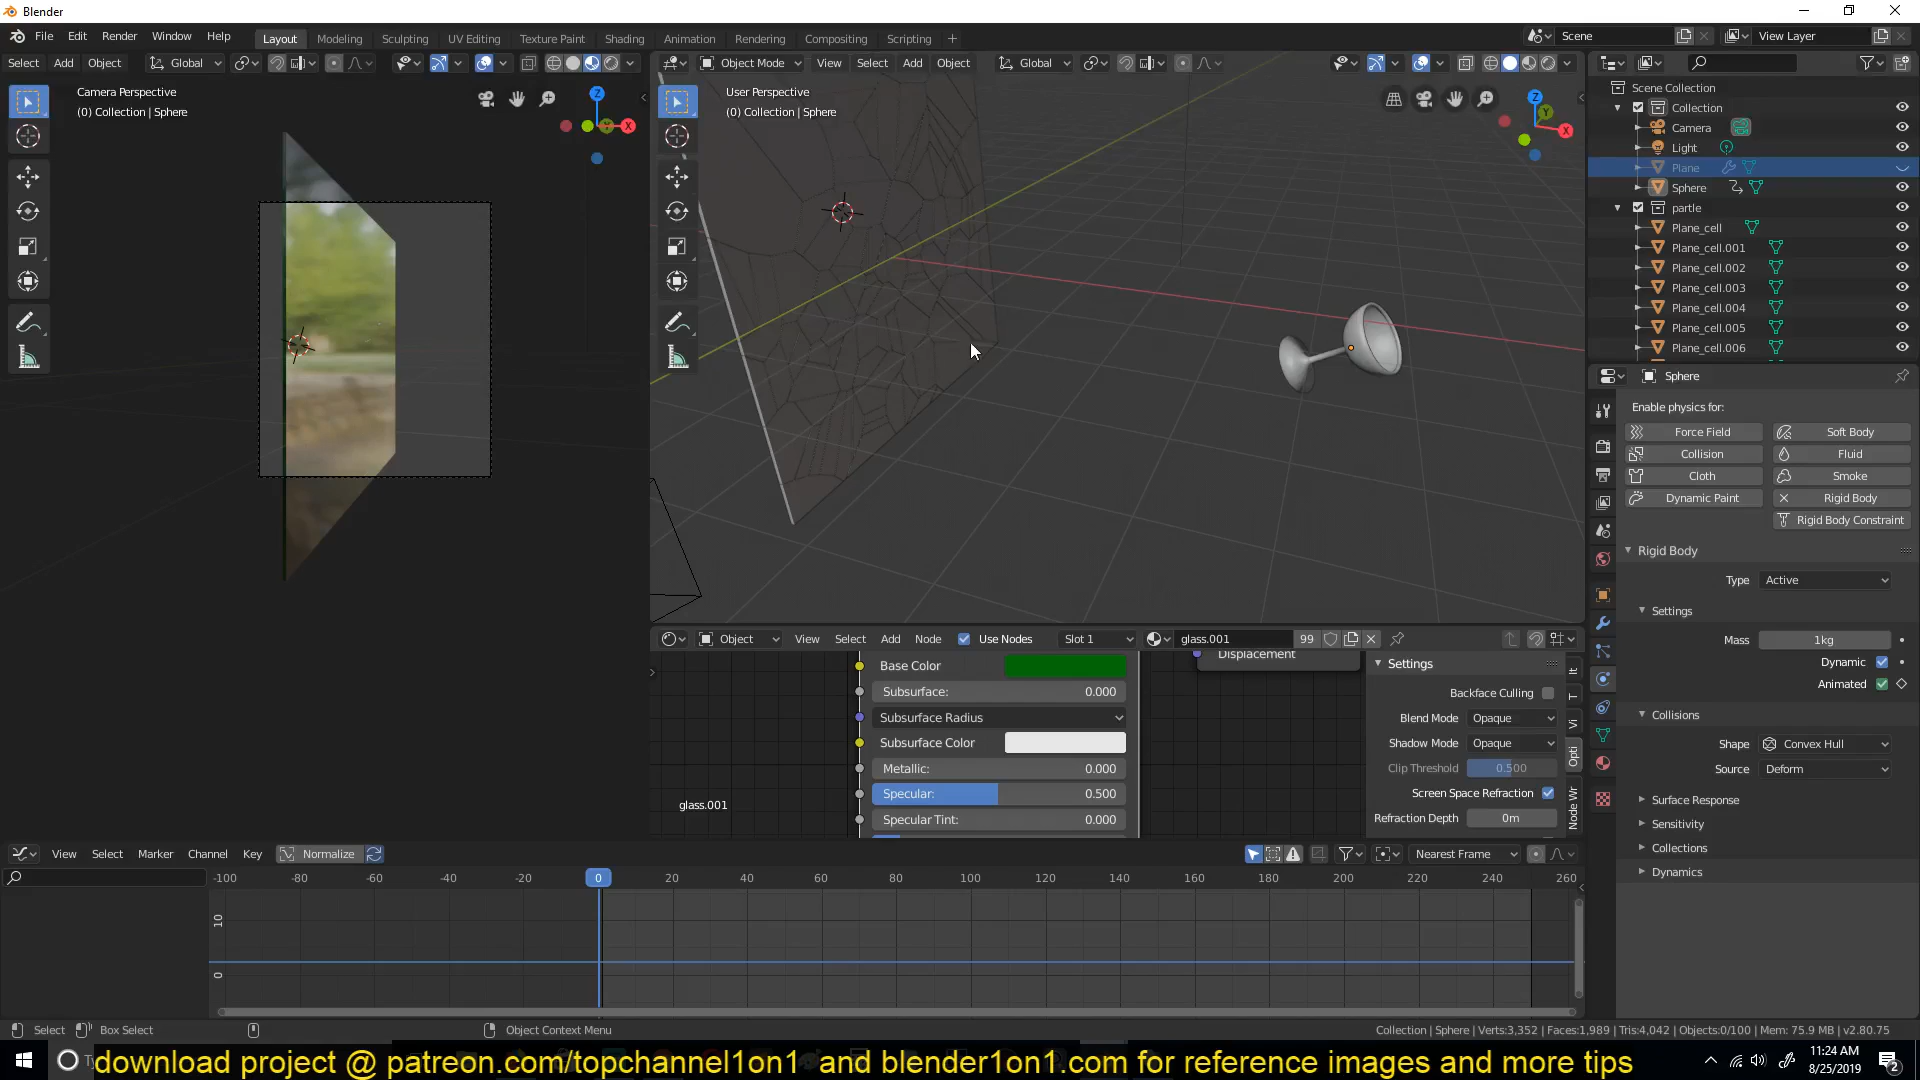 Blender
File Edit Render Window Help
Layout Modeling Sculpting UV Editing Texture Paint Shading Animation Rendering Compositing Scripting +
Scene View Layer
Select Add Object Global
Object Mode View Select Add Object Global
Camera Perspective
(0) Collection | Sphere
X
Z
User Perspective
(0) Collection | Sphere
X
Y
Z
Scene Collection
Collection
Camera
Light
Plane
Sphere
partle
Plane_cell
Plane_cell.001
Plane_cell.002
Plane_cell.003
Plane_cell.004
Plane_cell.005
Plane_cell.006
Sphere
Enable physics for:
Force Field Soft Body
Collision Fluid
Cloth Smoke
Dynamic Paint Rigid Body
Rigid Body Constraint
Rigid Body
Type Active
Settings
Mass 1kg
Dynamic
Animated
Collisions
Shape Convex Hull
Source Deform
Surface Response
Sensitivity
Collections
Dynamics
Object View Select Add Node Use Nodes Slot 1 glass.001 99
Base Color
Subsurface: 0.000
Subsurface Radius
Subsurface Color
Metallic: 0.000
Specular: 0.500
Specular Tint: 0.000
glass.001
Displacement
Settings
Backface Culling
Blend Mode Opaque
Shadow Mode Opaque
Clip Threshold 0.500
Screen Space Refraction
Refraction Depth 0m
It
T
Vi
Opti
Node Wr
View Select Marker Channel Key Normalize Nearest Frame
-100 -80 -60 -40 -20 0 20 40 60 80 100 120 140 160 180 200 220 240 260
10
0
Select Box Select Object Context Menu
Collection | Sphere | Verts:3,352 | Faces:1,989 | Tris:4,042 | Objects:0/100 | Mem: 75.9 MB | v2.80.75
download project @ patreon.com/topchannel1on1 and blender1on1.com for reference images and more tips
11:24 AM
8/25/2019
2